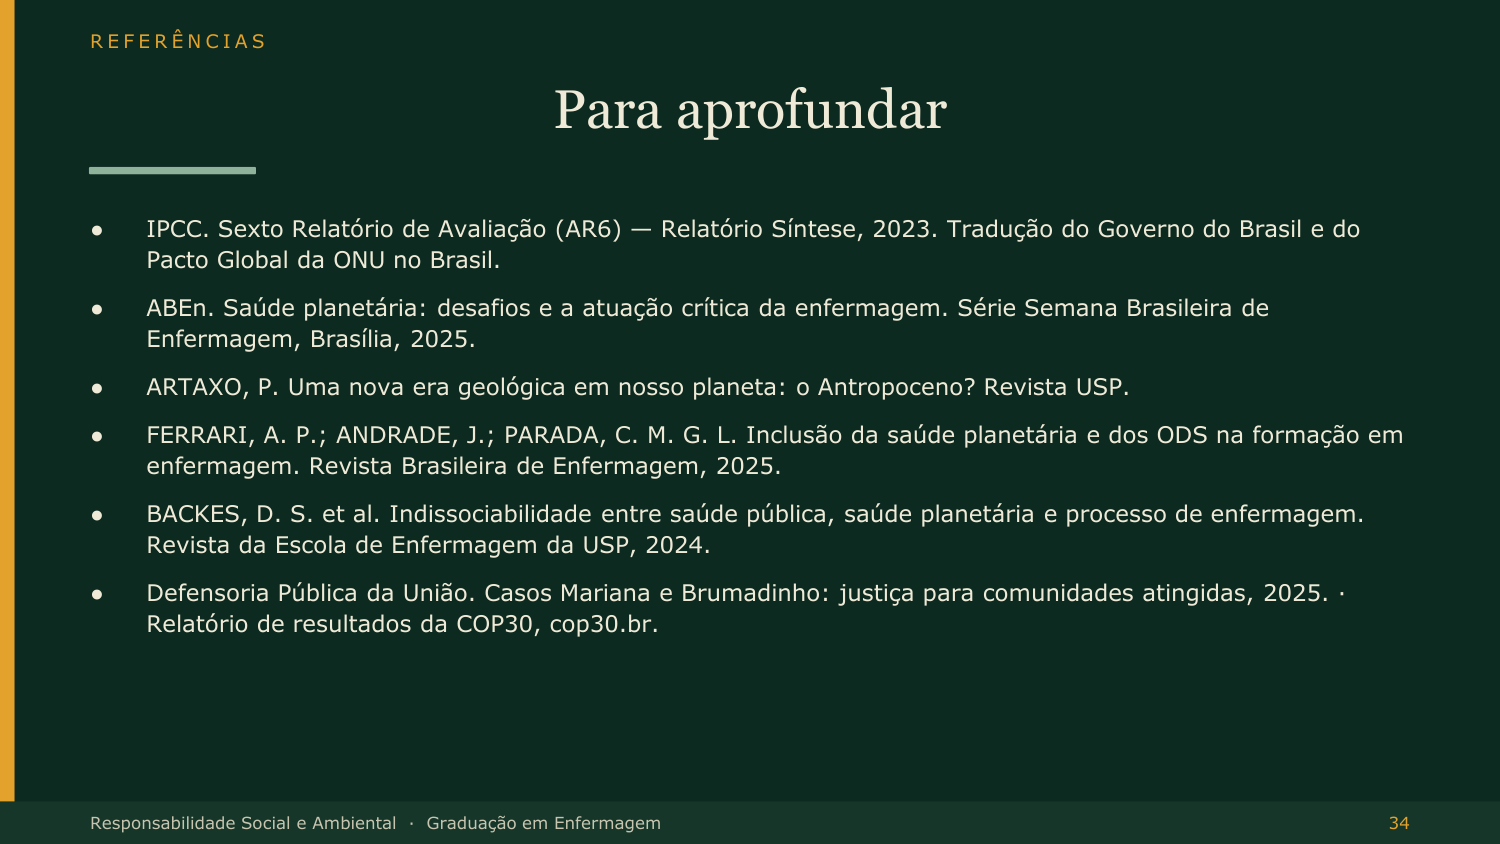 REFERÊNCIAS
Para aprofundar
● IPCC. Sexto Relatório de Avaliação (AR6) — Relatório Síntese, 2023. Tradução do Governo do Brasil e do
Pacto Global da ONU no Brasil.
● ABEn. Saúde planetária: desafios e a atuação crítica da enfermagem. Série Semana Brasileira de
Enfermagem, Brasília, 2025.
● ARTAXO, P. Uma nova era geológica em nosso planeta: o Antropoceno? Revista USP.
● FERRARI, A. P.; ANDRADE, J.; PARADA, C. M. G. L. Inclusão da saúde planetária e dos ODS na formação em
enfermagem. Revista Brasileira de Enfermagem, 2025.
● BACKES, D. S. et al. Indissociabilidade entre saúde pública, saúde planetária e processo de enfermagem.
Revista da Escola de Enfermagem da USP, 2024.
● Defensoria Pública da União. Casos Mariana e Brumadinho: justiça para comunidades atingidas, 2025. ·
Relatório de resultados da COP30, cop30.br.
Responsabilidade Social e Ambiental · Graduação em Enfermagem
34